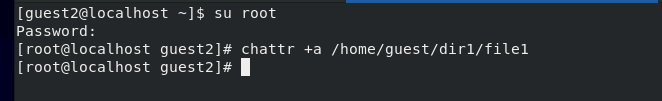 [guest2@localhost ~]$ su root
Password:
[root@localhost guest2]# chattr +a /home/guest/dir1/file1
[root@localhost guest2]#